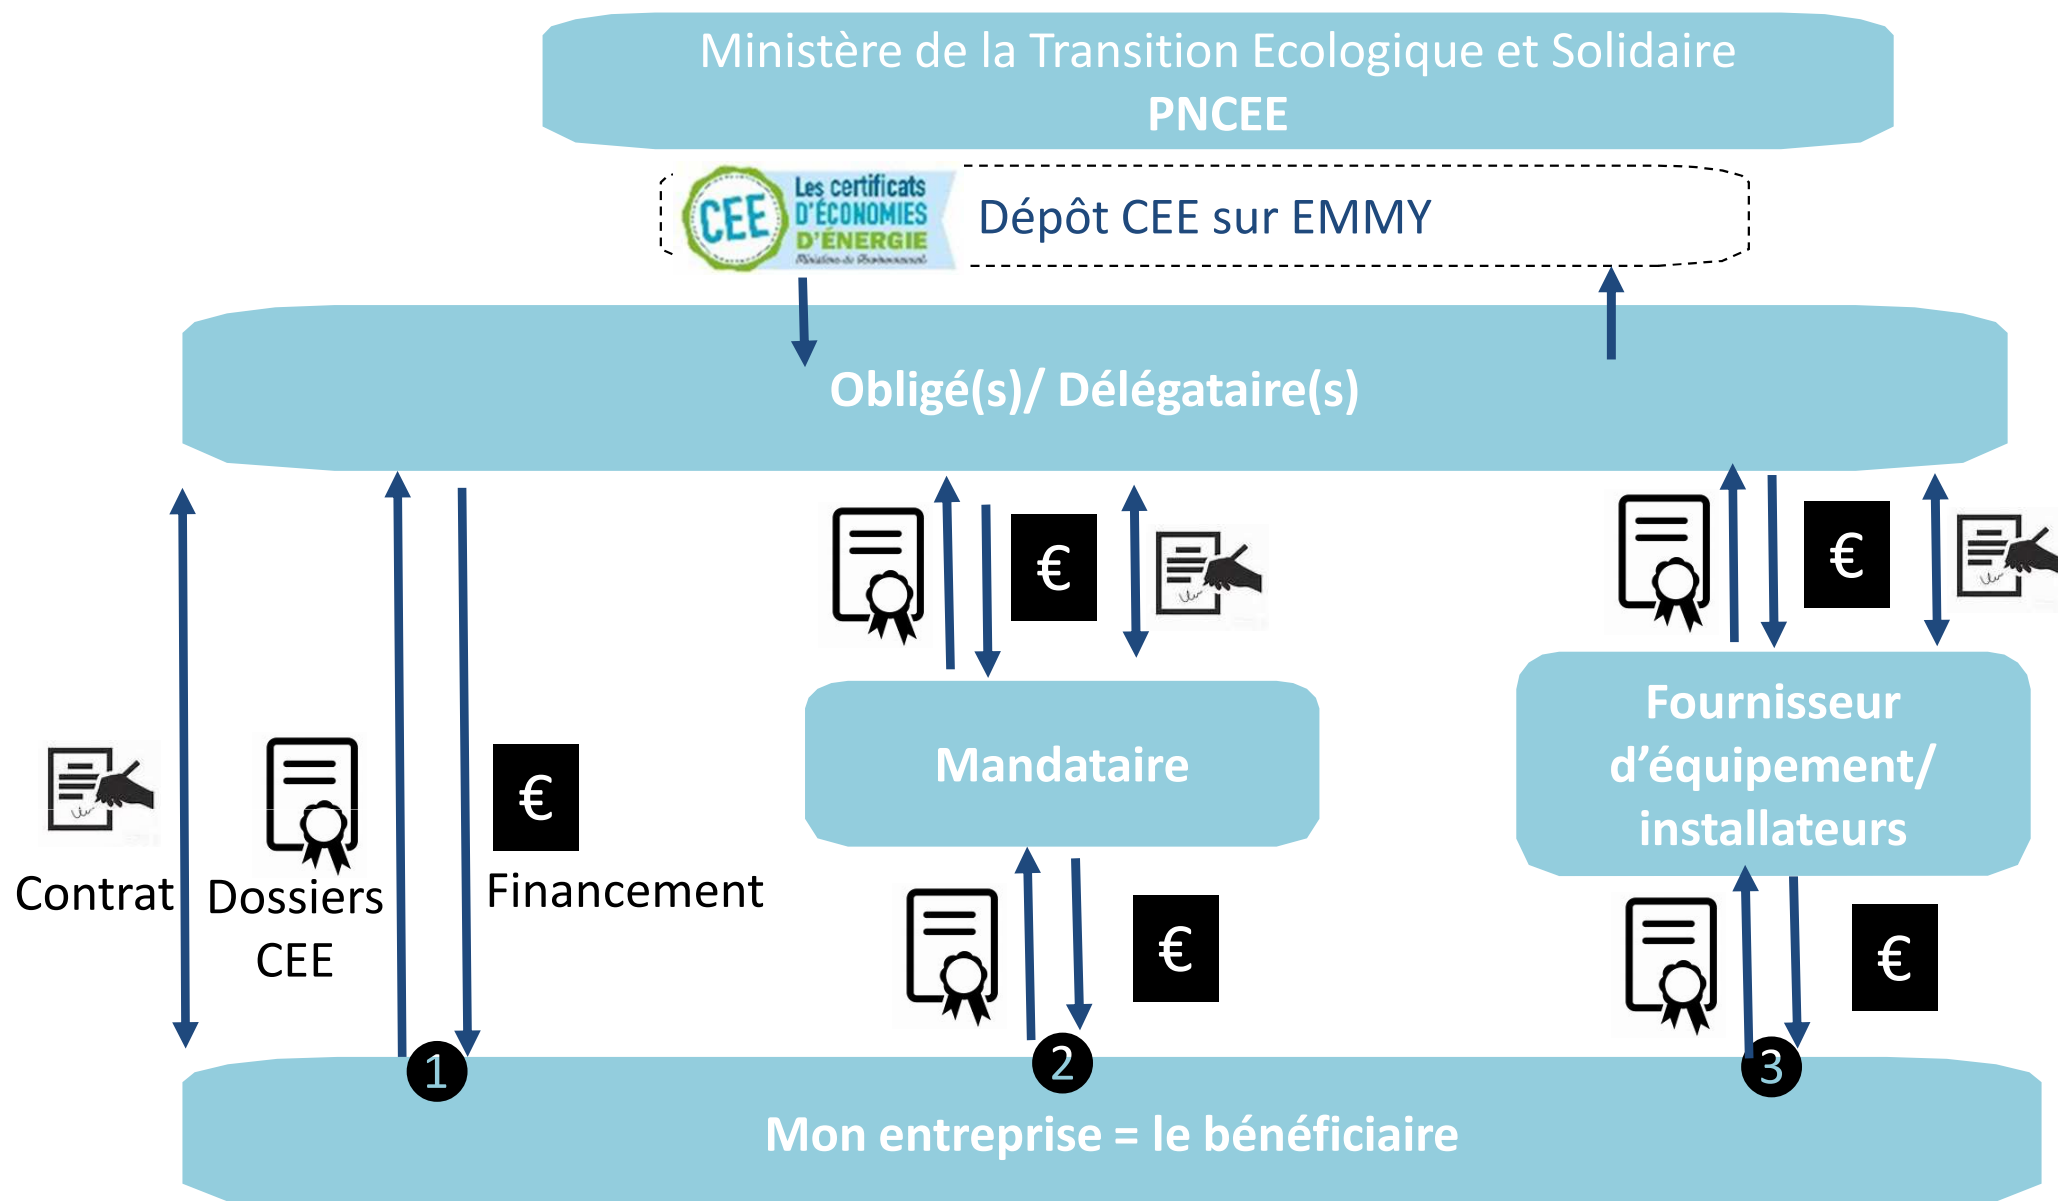 Ministère de la Transition Ecologique et Solidaire
PNCEE
CEE
Les certificats
D'ÉCONOMIES
D'ÉNERGIE
Dépôt CEE sur EMMY
Obligé(s)/ Délégataire(s)
€
€
Fournisseur
d’équipement/
installateurs
Mandataire
€
Contrat
Dossiers
CEE
Financement
€
€
1
2
3
Mon entreprise = le bénéficiaire